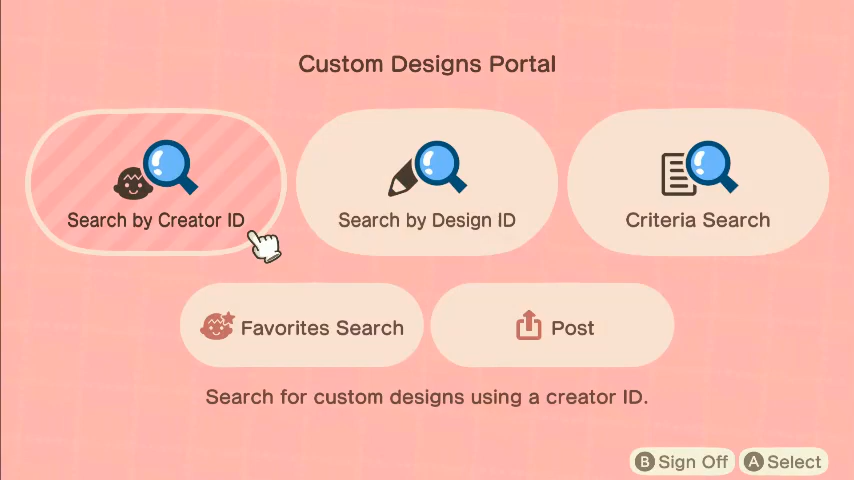 Custom Designs Portal
Search by Creator ID
Search by Design ID
Criteria Search
Favorites Search
Post
Search for custom designs using a creator ID.
B Sign Off
A Select